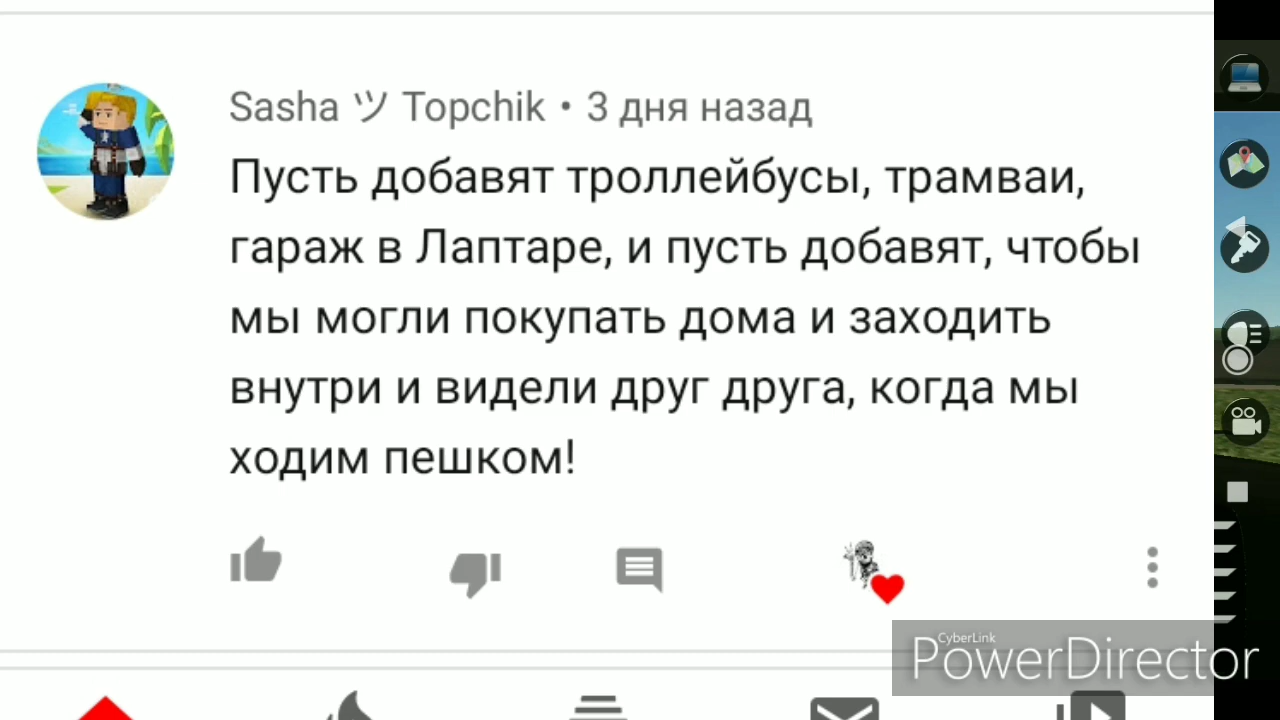 Sasha ツ Topchik • 3 дня назад
Пусть добавят троллейбусы, трамваи,
гараж в Лаптаре, и пусть добавят, чтобы
мы могли покупать дома и заходить
внутри и видели друг друга, когда мы
ходим пешком!
CyberLink
PowerDirector